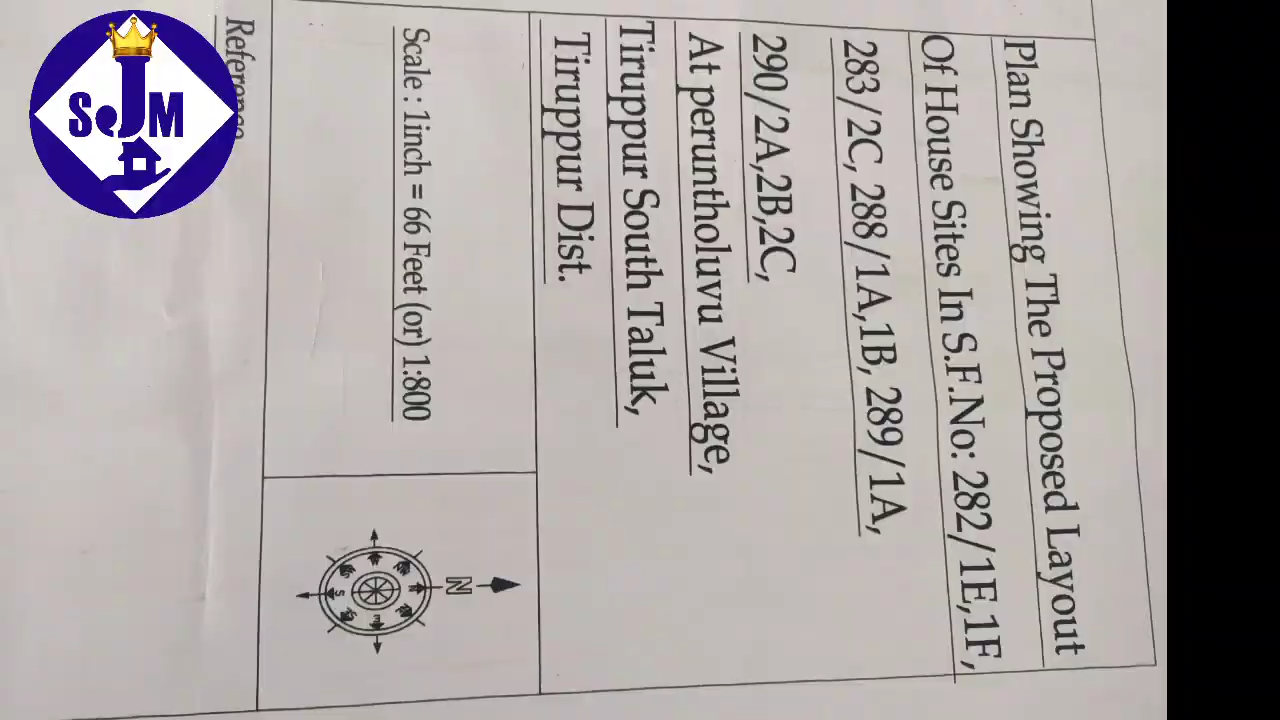 SJM
Plan Showing The Proposed Layout
Of House Sites In S.F.No: 282/1E,1F,
283/2C, 288/1A,1B, 289/1A,
290/2A,2B,2C,
At peruntholuvu Village,
Tiruppur South Taluk,
Tiruppur Dist.
Scale : 1inch = 66 Feet (or) 1:800
N
Reference